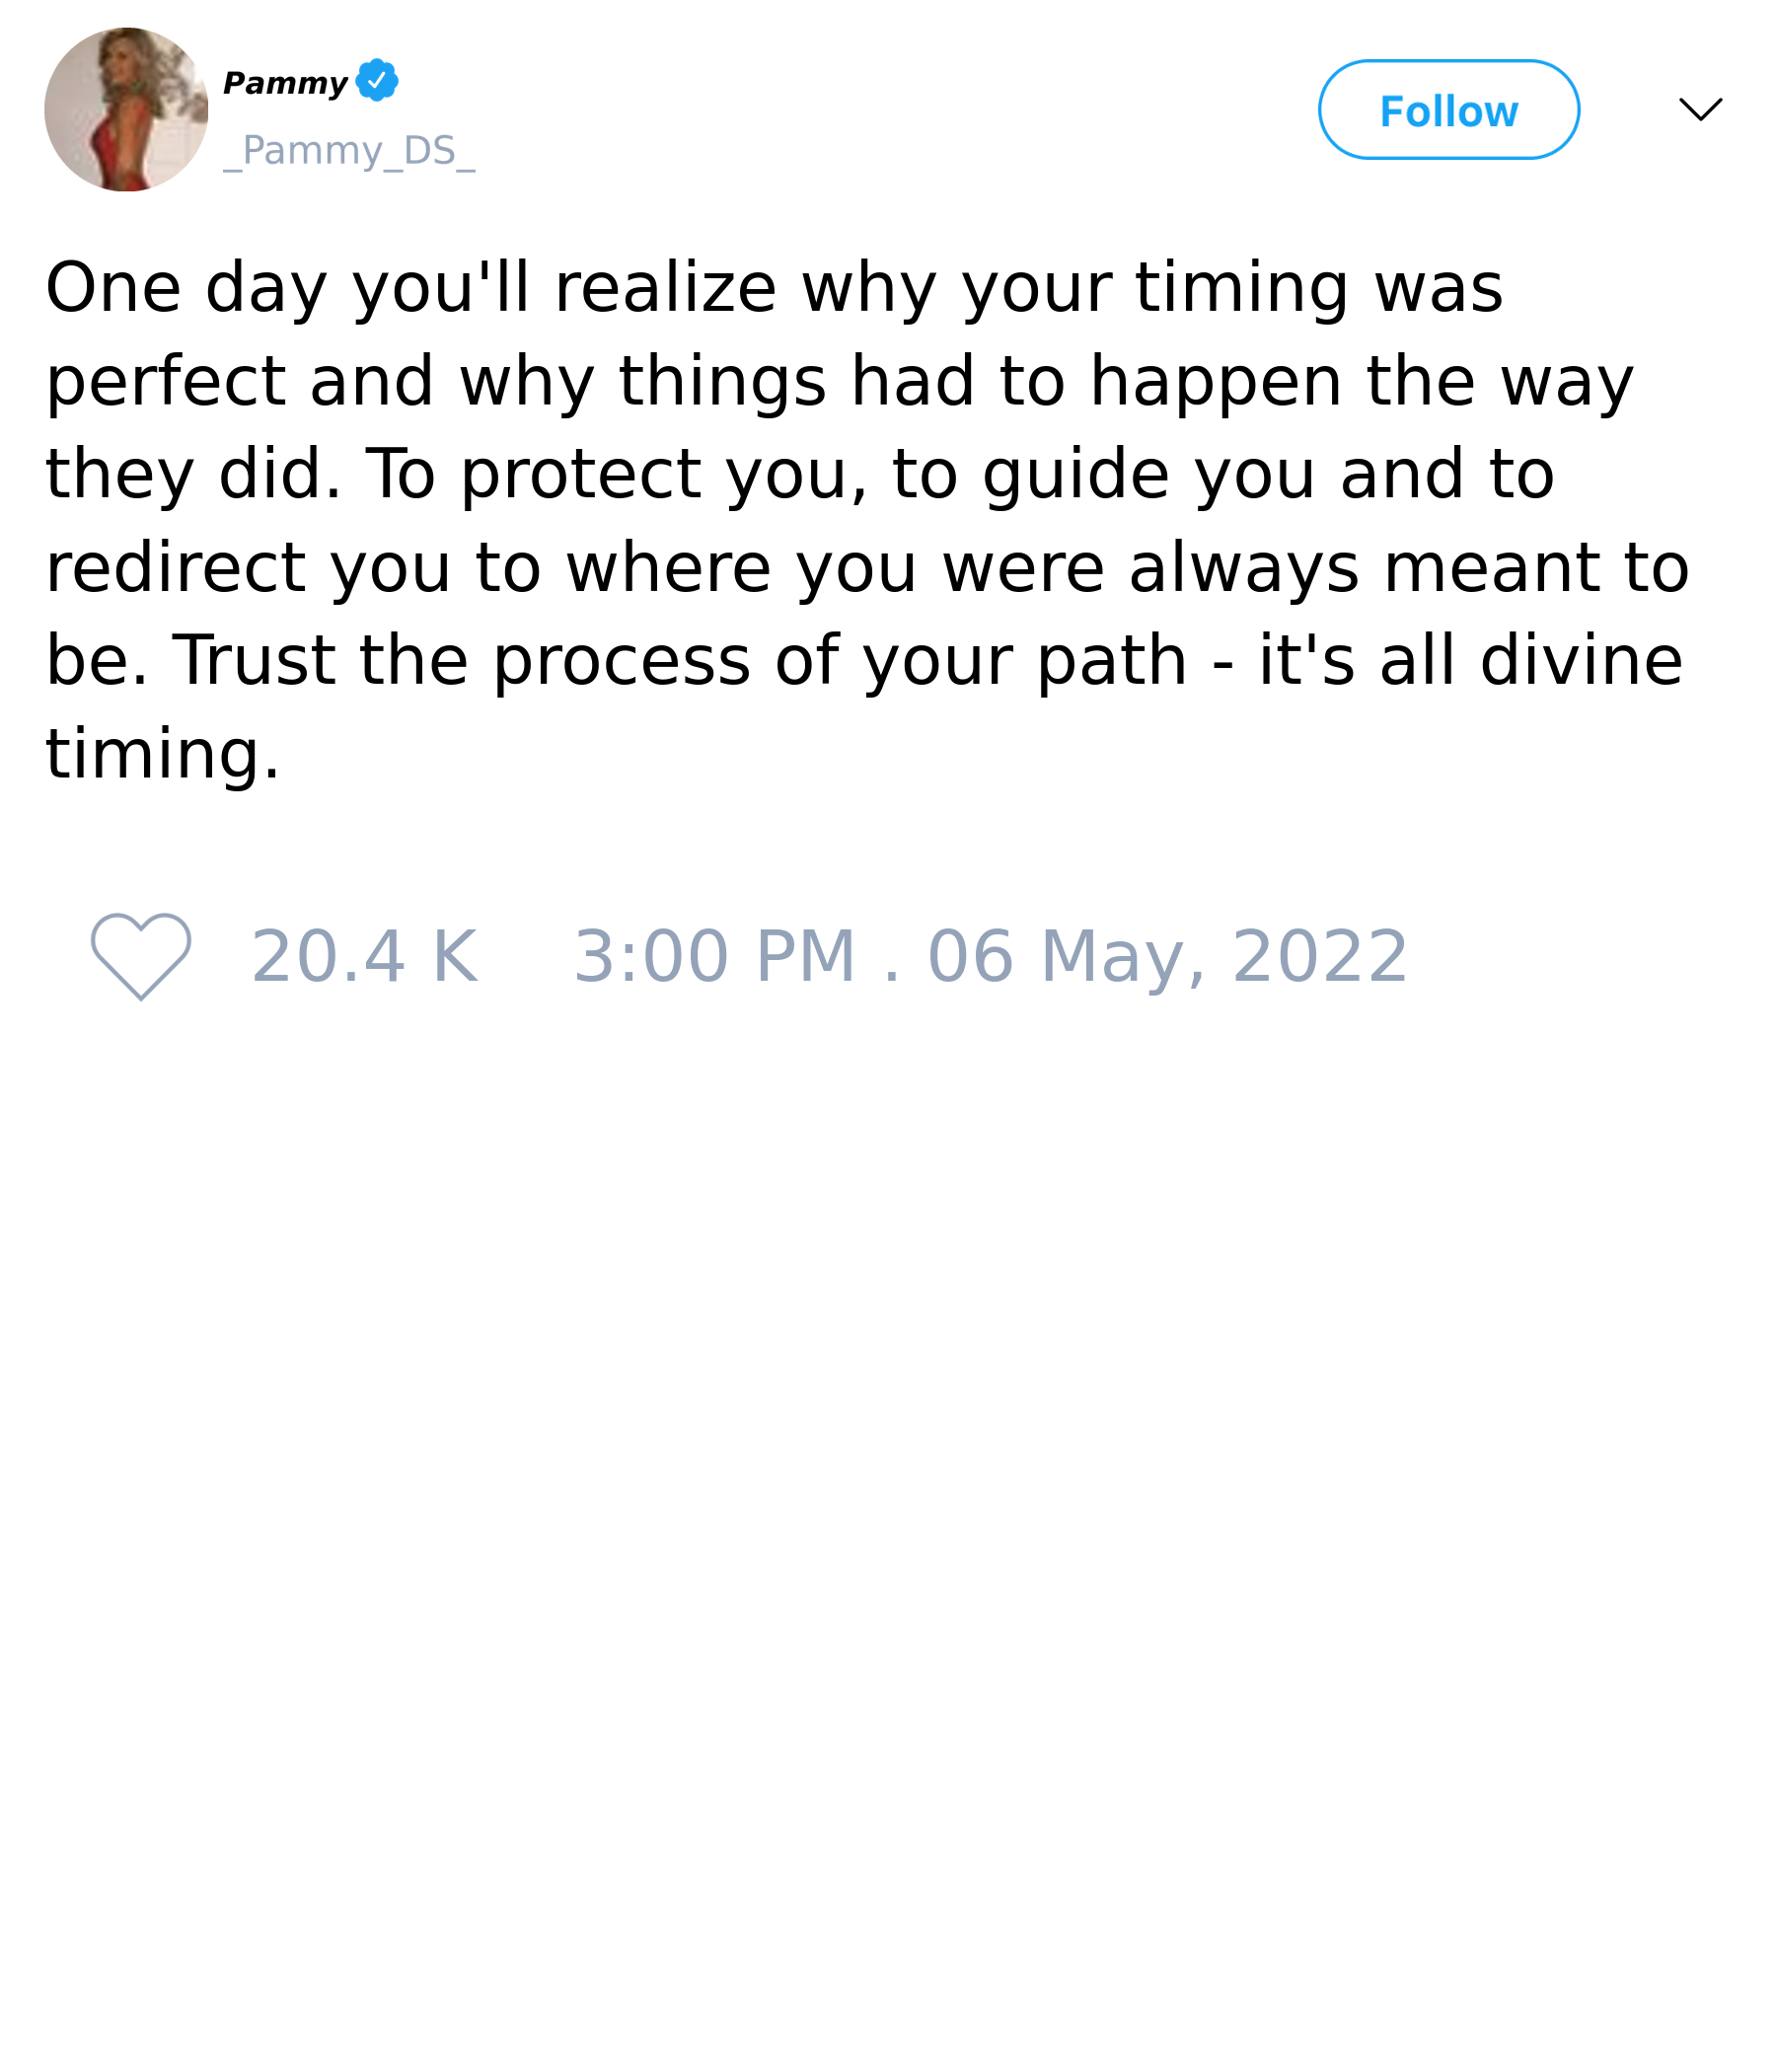 Pammy
_Pammy_DS_
Follow
One day you'll realize why your timing was
perfect and why things had to happen the way
they did. To protect you, to guide you and to
redirect you to where you were always meant to
be. Trust the process of your path - it's all divine
timing.
20.4 K 3:00 PM . 06 May, 2022